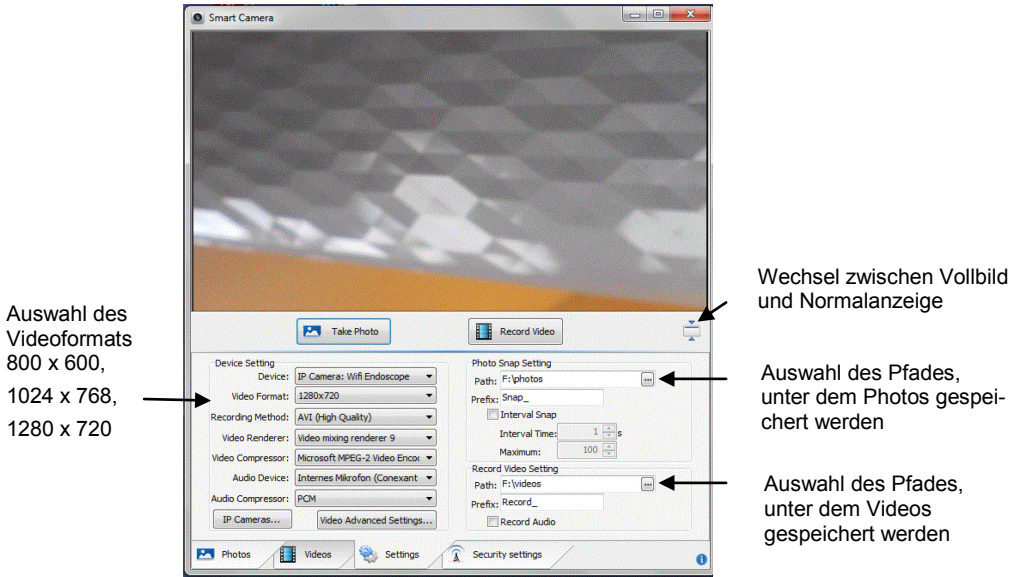 Smart Camera
Wechsel zwischen Vollbild
und Normalanzeige
Auswahl des
Videoformats
800 x 600,
1024 x 768,
1280 x 720
Take Photo
Record Video
Device Setting
Device: IP Camera: Wifi Endoscope
Video Format: 1280x720
Recording Method: AVI (High Quality)
Video Renderer: Video mixing renderer 9
Video Compressor: Microsoft MPEG-2 Video Encoc
Audio Device: Internes Mikrofon (Conexant
Audio Compressor: PCM
IP Cameras...
Video Advanced Settings...
Photo Snap Setting
Path: F:\photos ...
Prefix: Snap_
Interval Snap
Interval Time: 1 s
Maximum: 100
Record Video Setting
Path: F:\videos ...
Prefix: Record_
Record Audio
Auswahl des Pfades,
unter dem Photos gespei-
chert werden
Auswahl des Pfades,
unter dem Videos
gespeichert werden
Photos
Videos
Settings
Security settings